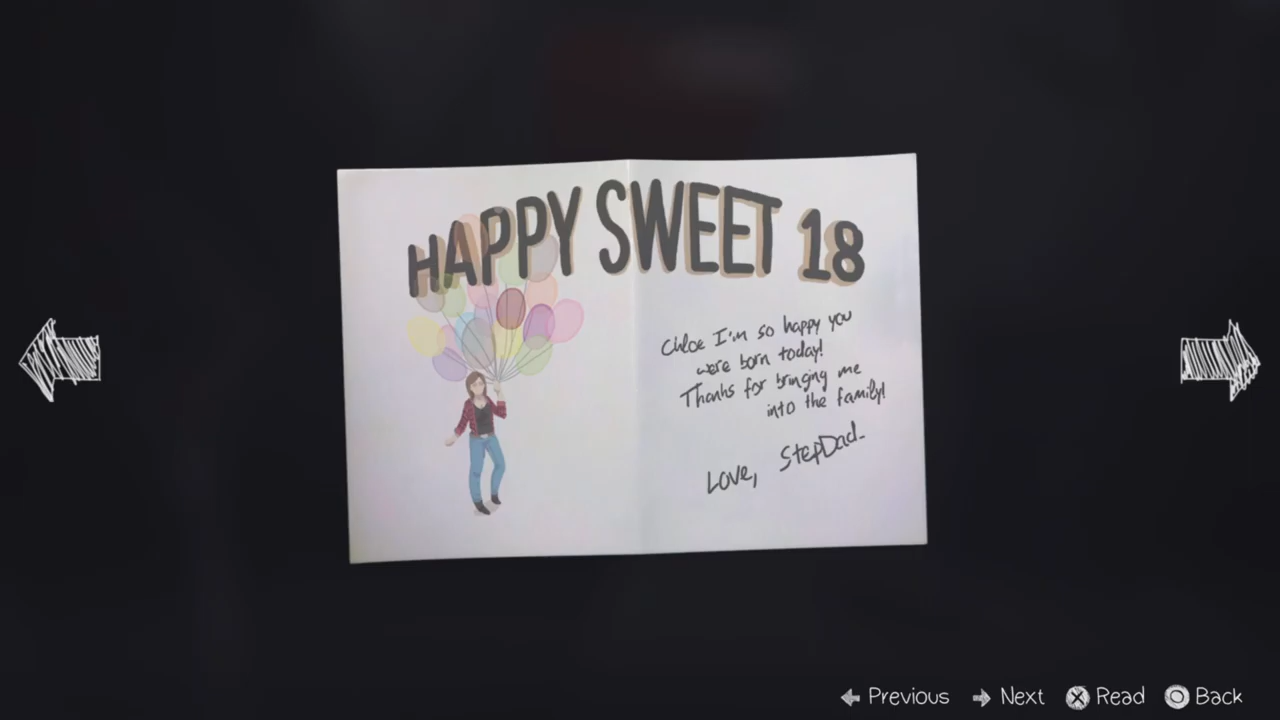 HAPPY SWEET 18
Chloe I'm so happy you
were born today!
Thanks for bringing me
into the family!
Love, StepDad
Previous Next Read Back